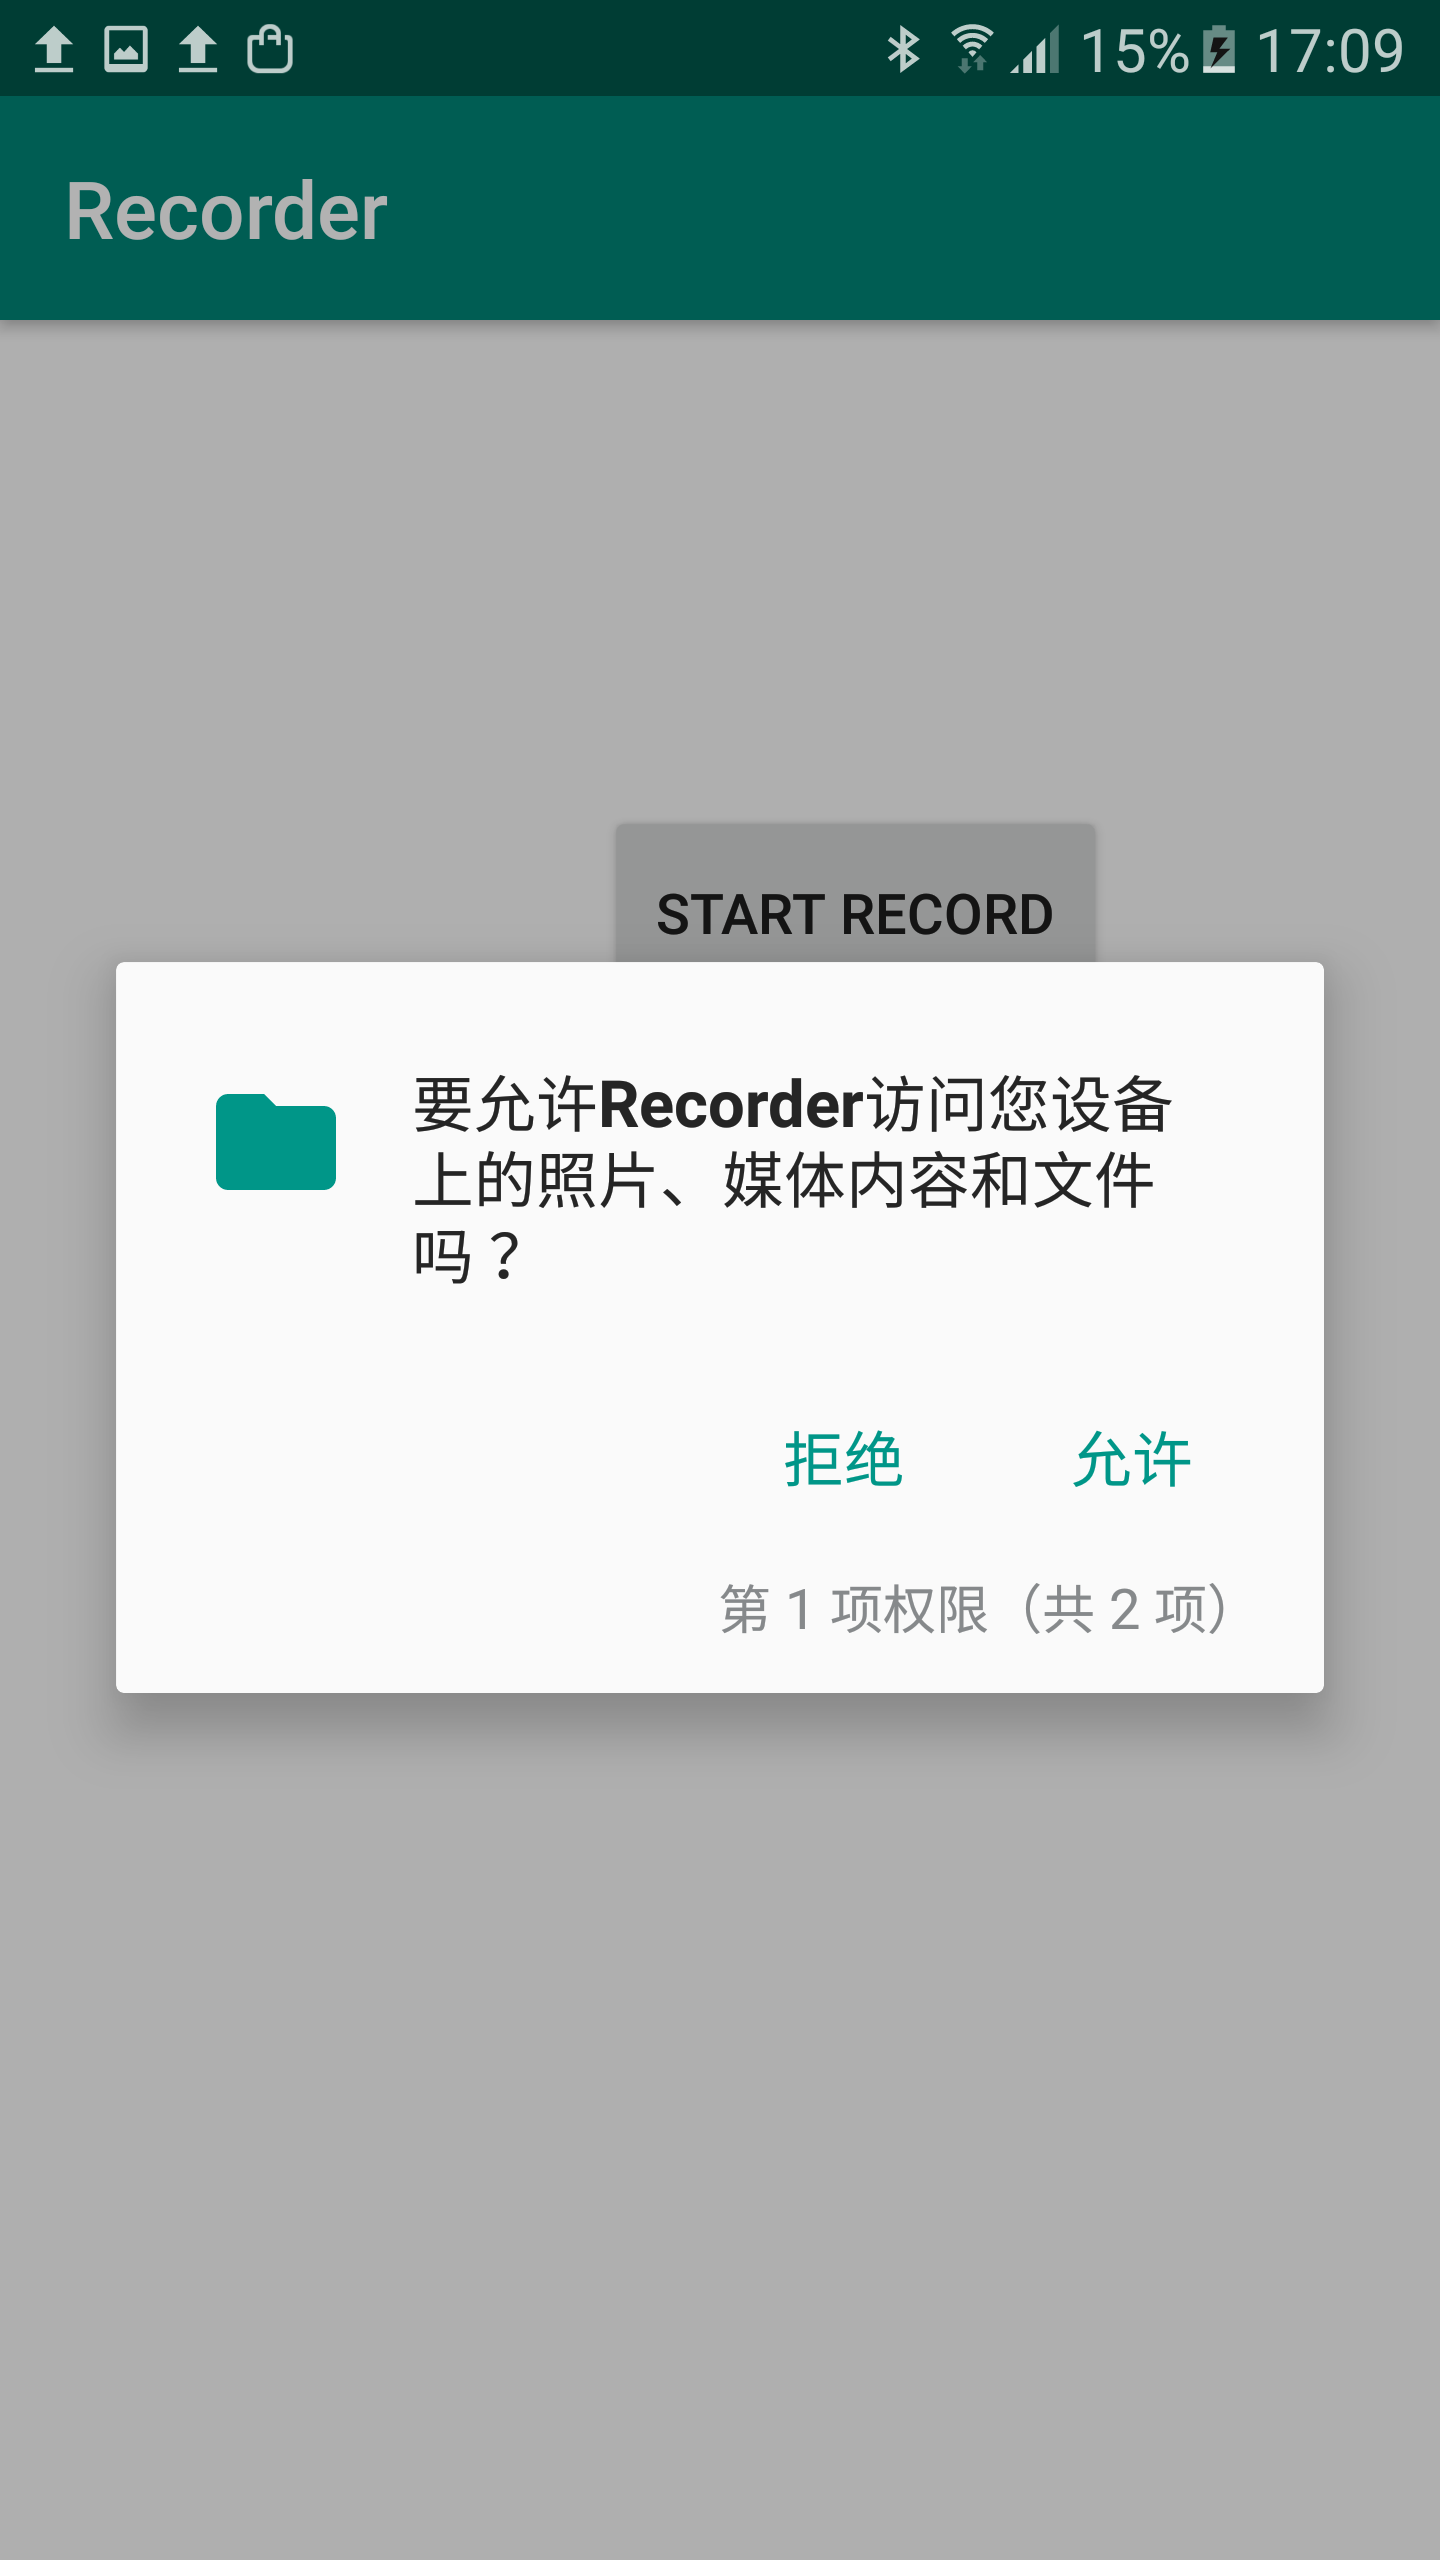 15% 17:09
Recorder
START RECORD
要允许Recorder访问您设备
上的照片、媒体内容和文件
吗？
拒绝 允许
第 1 项权限（共 2 项）